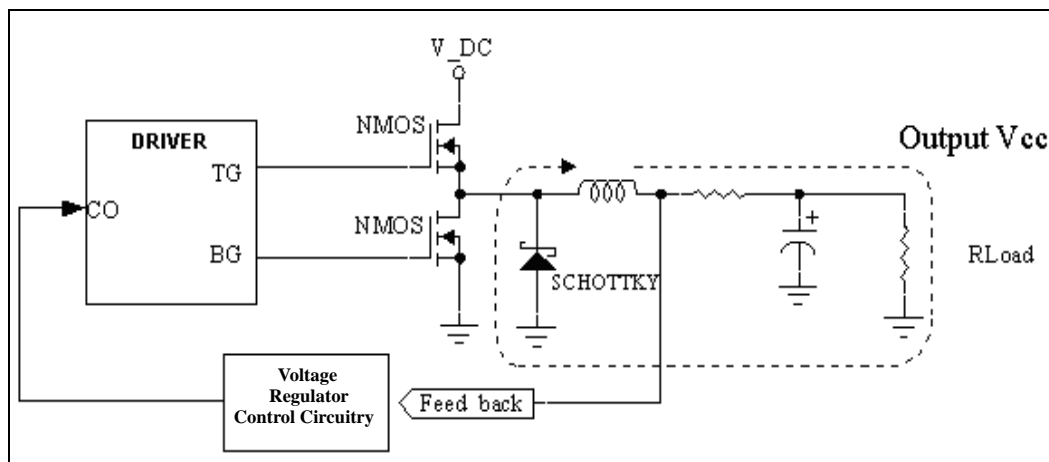 V_DC
NMOS
DRIVER
TG
Output Vcc
CO
NMOS
+
BG
RLoad
SCHOTTKY
Voltage
Regulator
Control Circuitry
Feed back